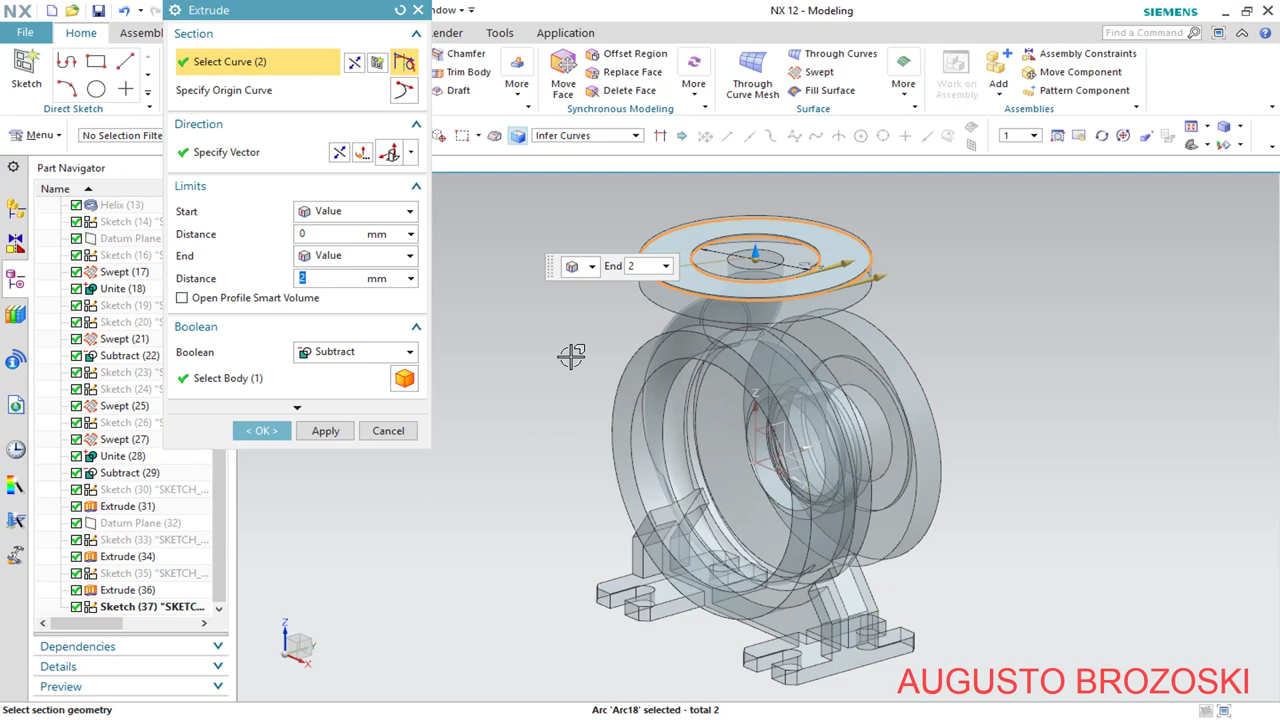 NX Extrude ndow NX 12 - Modeling SIEMENS
File Home Assembl ender Tools Application Find a Command
Sketch Chamfer Trim Body Draft More Move Face Offset Region Replace Face Delete Face More Through Curve Mesh Through Curves Swept Fill Surface More Work on Assembly Add Assembly Constraints Move Component Pattern Component
Direct Sketch Synchronous Modeling Surface Assemblies
Menu No Selection Filte Infer Curves 1
Part Navigator
Name
Helix (13)
Sketch (14) "S
Datum Plane
Sketch (16) "S
Swept (17)
Unite (18)
Sketch (19) "S
Sketch (20) "S
Swept (21)
Subtract (22)
Sketch (23) "S
Sketch (24) "S
Swept (25)
Sketch (26) "S
Swept (27)
Unite (28)
Subtract (29)
Sketch (30) "SKETCH_...
Extrude (31)
Datum Plane (32)
Sketch (33) "SKETCH_...
Extrude (34)
Sketch (35) "SKETCH_...
Extrude (36)
Sketch (37) "SKETC...
Dependencies
Details
Preview
Section
Select Curve (2)
Specify Origin Curve
Direction
Specify Vector
Limits
Start Value
Distance 0 mm
End Value
Distance 2 mm
Open Profile Smart Volume
Boolean
Boolean Subtract
Select Body (1)
< OK > Apply Cancel
End 2
Z
Z
Y
X
AUGUSTO BROZOSKI
Select section geometry Arc 'Arc18' selected - total 2